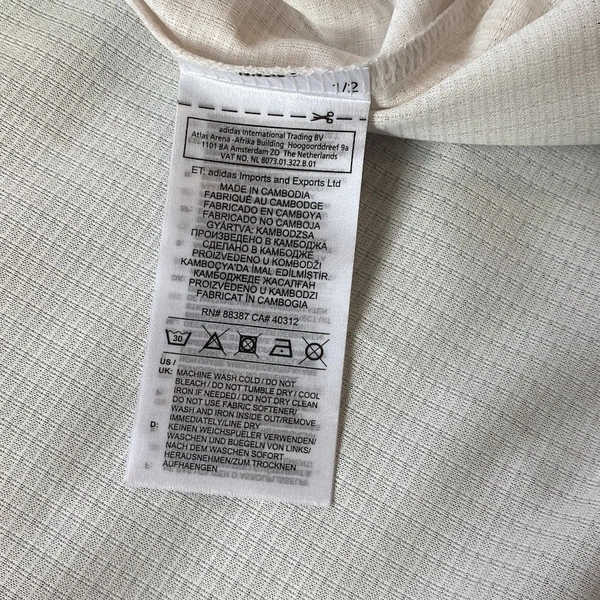 1/2
adidas International Trading BV
Atlas Arena -Afrika Building Hoogoorddreef 9a
1101 BA Amsterdam ZO The Netherlands
VAT NO. NL 8073.01.322.B.01
ET: adidas Imports and Exports Ltd
MADE IN CAMBODIA
FABRIQUÉ AU CAMBODGE
FABRICADO EN CAMBOYA
FABRICADO NO CAMBOJA
GYÁRTVA: KAMBODZSA
ПРОИЗВЕДЕНО В КАМБОДЖА
СДЕЛАНО В КАМБОДЖЕ
PROIZVEDENO U KOMBODŽI
KAMBOÇYA'DA İMAL EDİLMİŞTİR.
КАМБОДЖЕДЕ ЖАСАЛҒАН
PROIZVEDENO U KAMBODZI
FABRICAT ÎN CAMBOGIA
RN# 88387 CA# 40312
30
US /
UK: MACHINE WASH COLD / DO NOT
BLEACH / DO NOT TUMBLE DRY / COOL
IRON IF NEEDED / DO NOT DRY CLEAN
DO NOT USE FABRIC SOFTENER/
WASH AND IRON INSIDE OUT/REMOVE
IMMEDIATELY/LINE DRY
D: KEINEN WEICHSPUELER VERWENDEN/
WASCHEN UND BUEGELN VON LINKS/
NACH DEM WASCHEN SOFORT
HERAUSNEHMEN/ZUM TROCKNEN
AUFHAENGEN